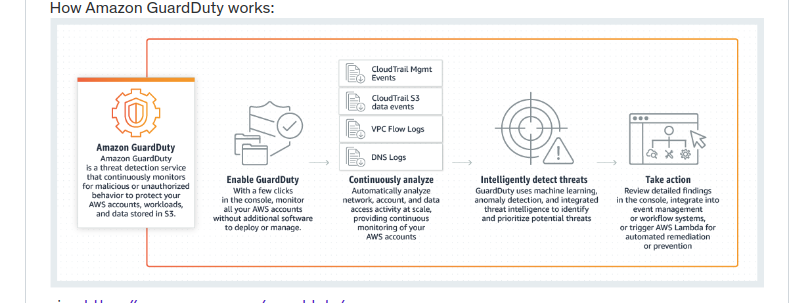 How Amazon GuardDuty works:
Amazon GuardDuty
Amazon GuardDuty
is a threat detection service
that continuously monitors
for malicious or unauthorized
behavior to protect your
AWS accounts, workloads,
and data stored in S3.
Enable GuardDuty
With a few clicks
in the console, monitor
all your AWS accounts
without additional software
to deploy or manage.
CloudTrail Mgmt
Events
CloudTrail S3
data events
VPC Flow Logs
DNS Logs
Continuously analyze
Automatically analyze
network, account, and data
access activity at scale,
providing continuous
monitoring of your
AWS accounts
Intelligently detect threats
GuardDuty uses machine learning,
anomaly detection, and integrated
threat intelligence to identify
and prioritize potential threats
Take action
Review detailed findings
in the console, integrate into
event management
or workflow systems,
or trigger AWS Lambda for
automated remediation
or prevention